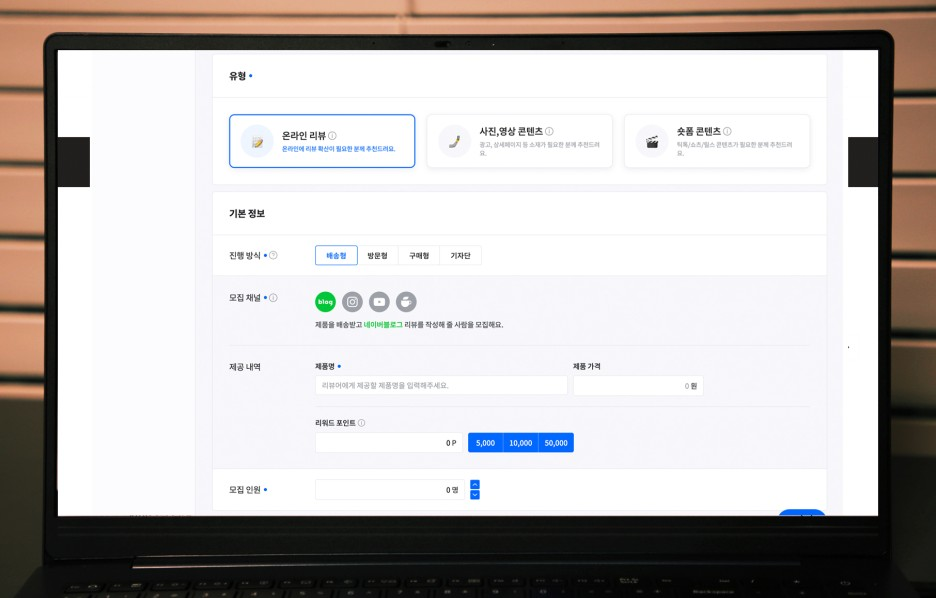 유형
온라인 리뷰
온라인에 리뷰 확산이 필요한 분께 추천드려요.
사진,영상 콘텐츠
광고, 상세페이지 등 소재가 필요한 분께 추천드려
요.
숏폼 콘텐츠
틱톡/쇼츠/릴스 콘텐츠가 필요한 분께 추천드려
요.
기본 정보
진행 방식
배송형 방문형 구매형 기자단
모집 채널
blog
제품을 배송받고 네이버블로그 리뷰를 작성해 줄 사람을 모집해요.
제공 내역
제품명
제품 가격
리뷰어에게 제공할 제품명을 입력해주세요.
0 원
리워드 포인트
0 P
5,000 10,000 50,000
모집 인원
0 명